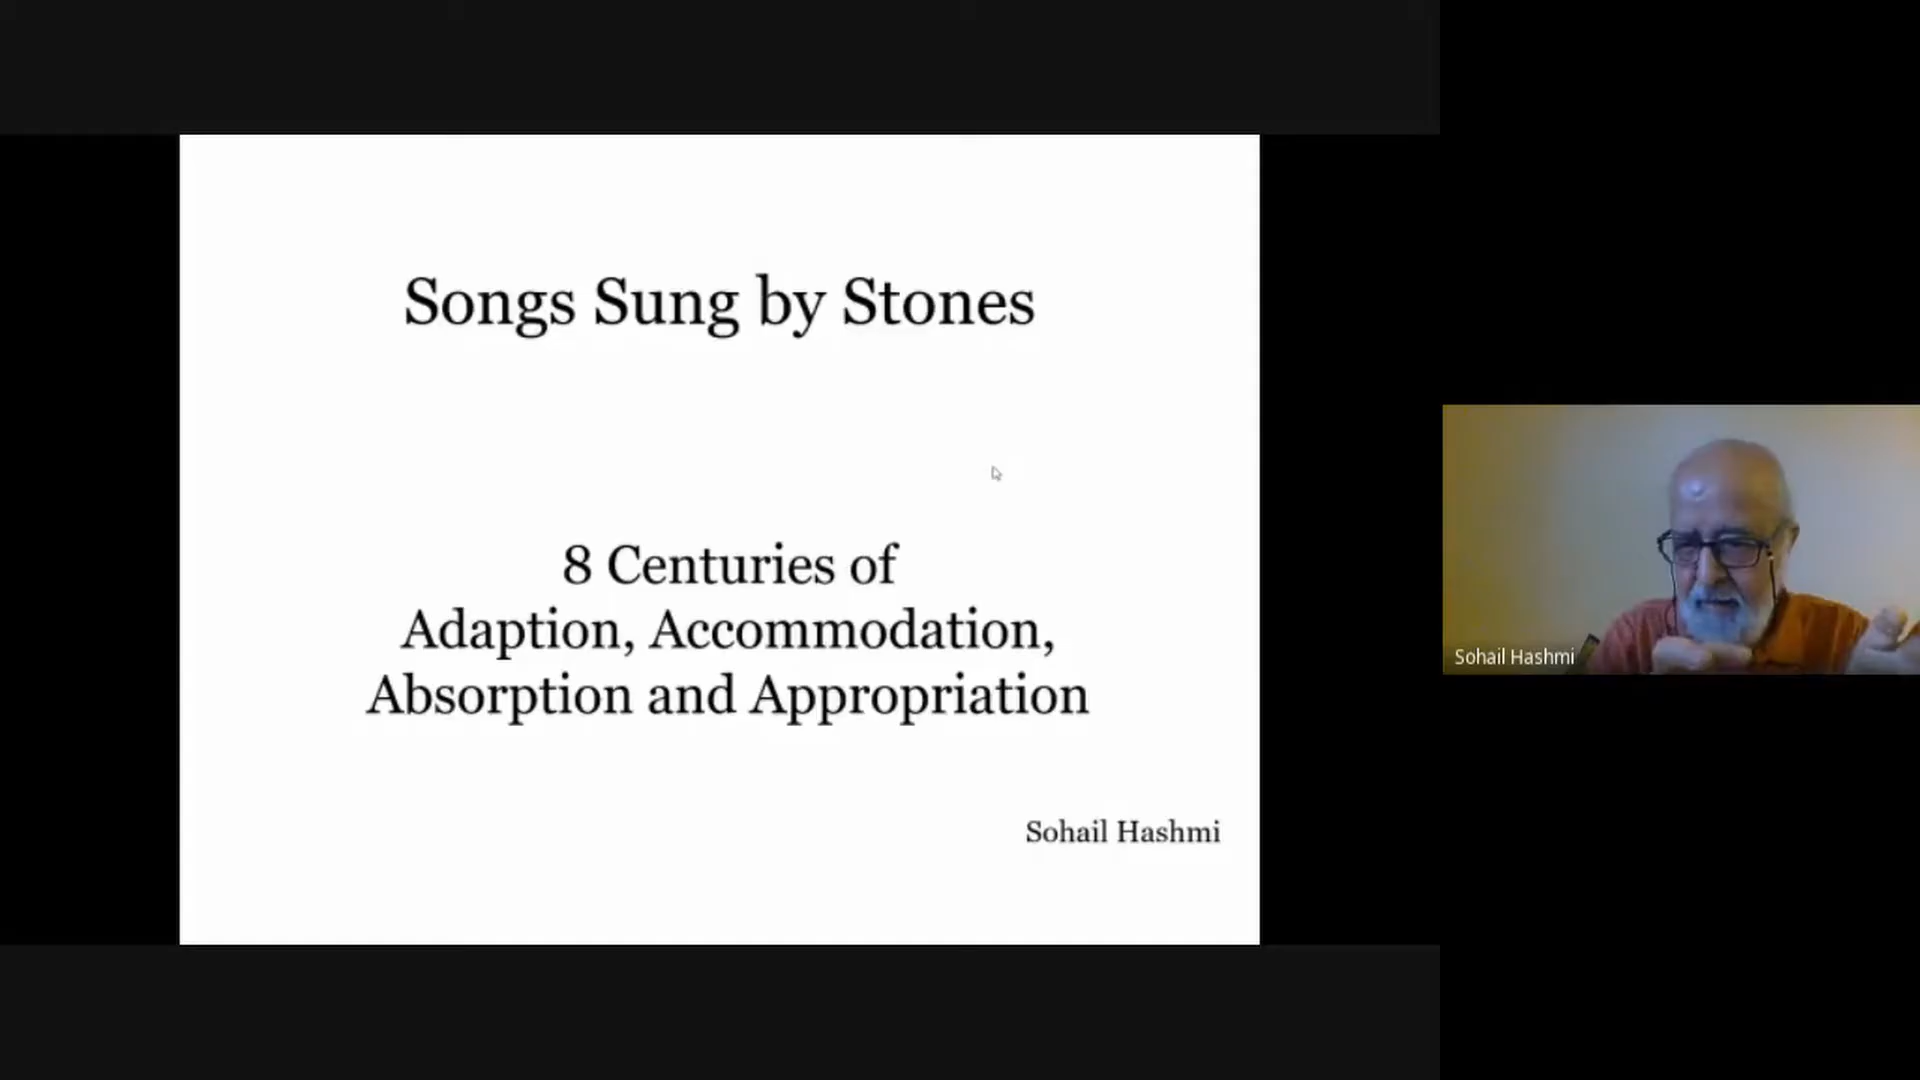 Songs Sung by Stones
8 Centuries of
Adaption, Accommodation,
Absorption and Appropriation
Sohail Hashmi
Sohail Hashmi